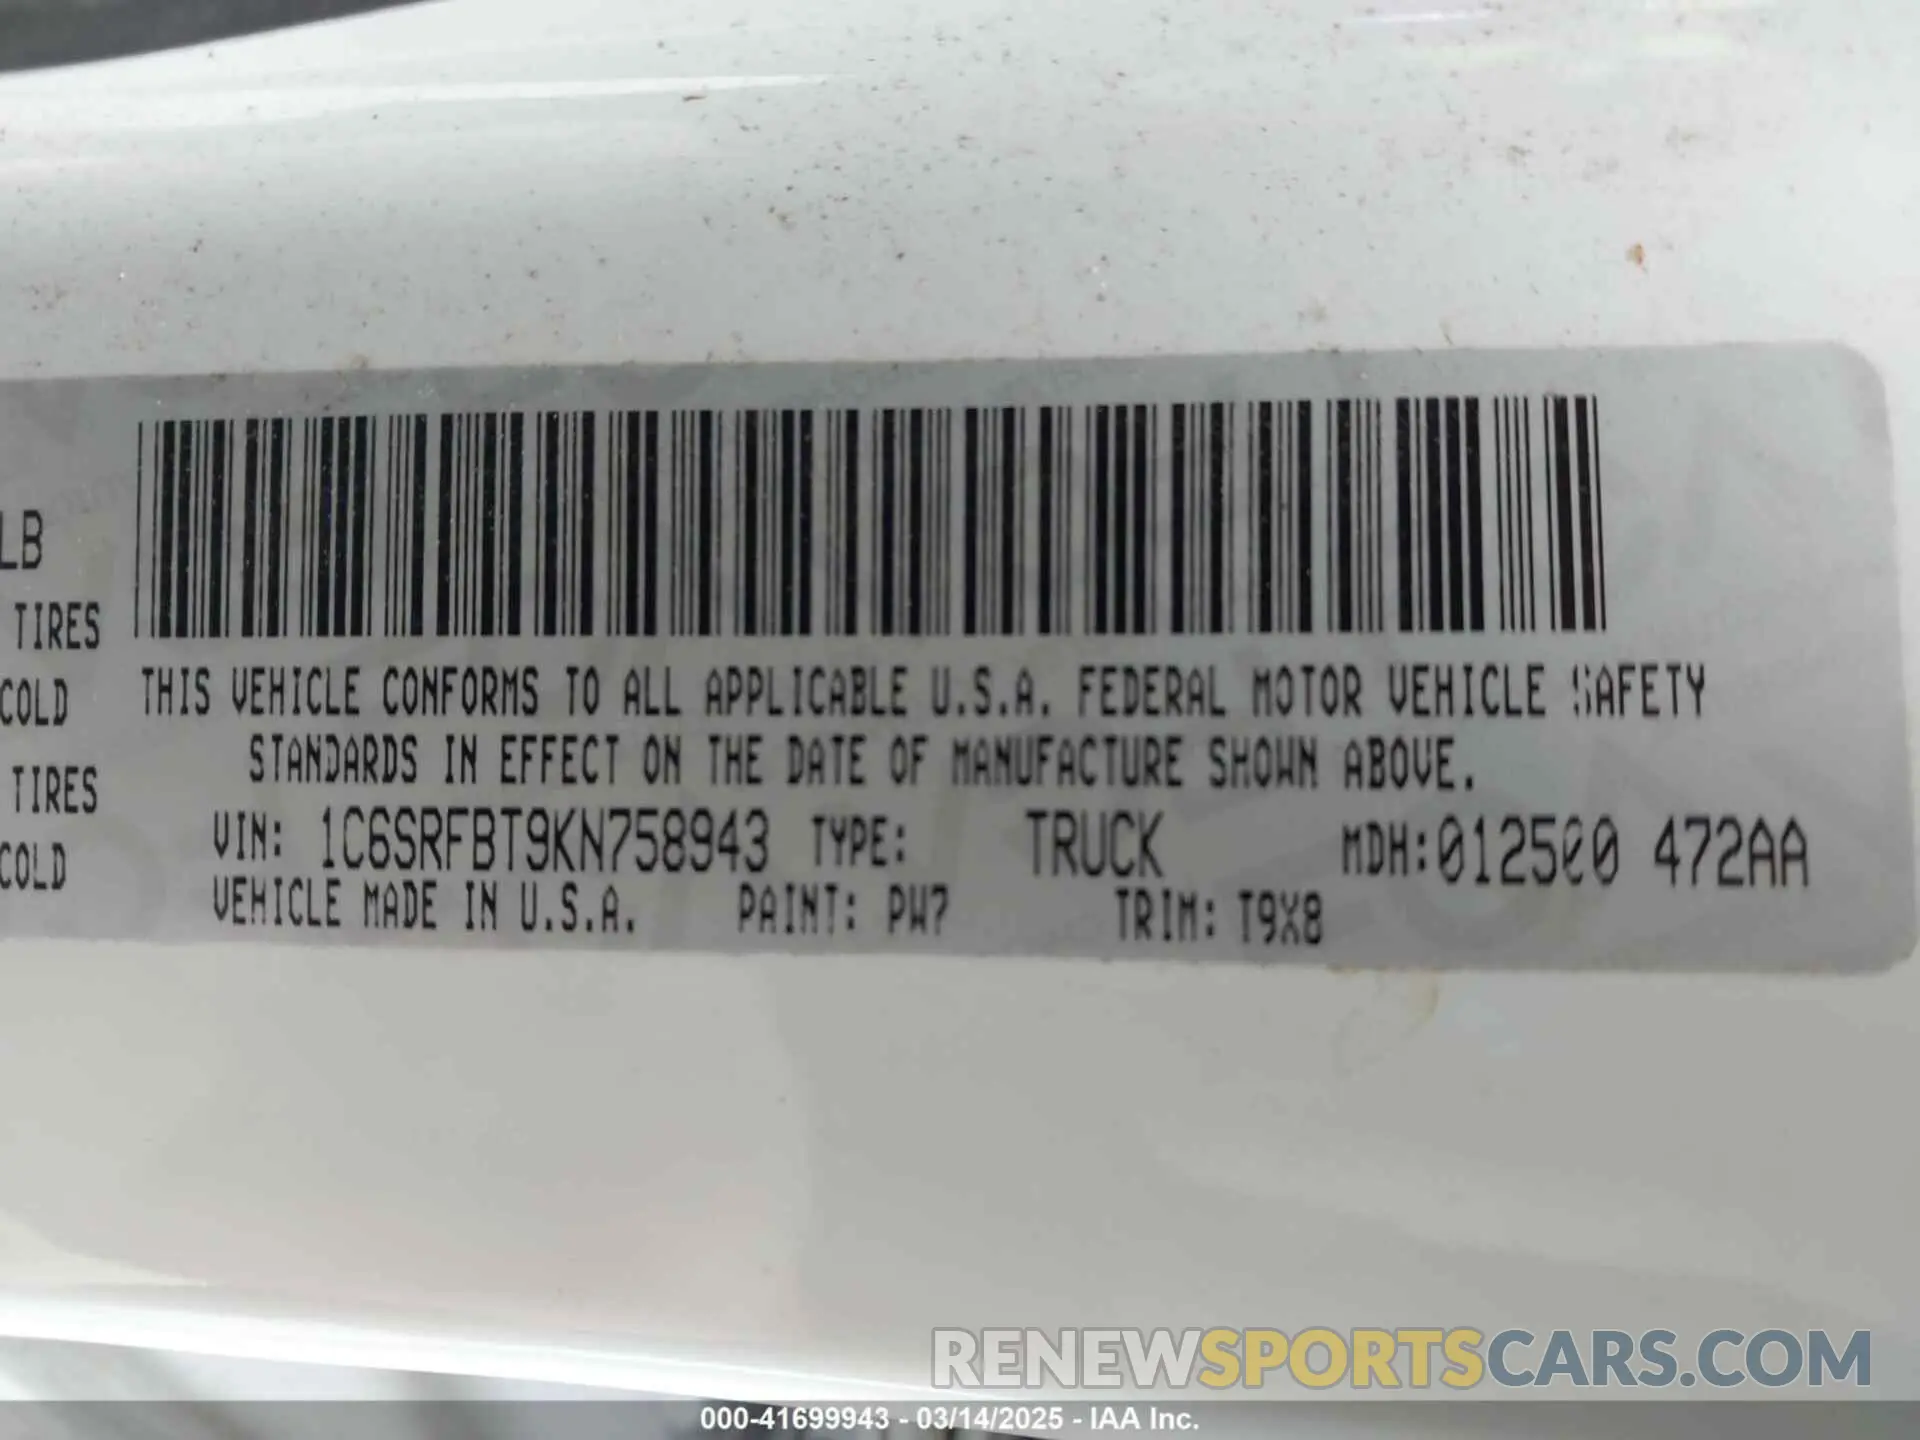 LB
TIRES
COLD
TIRES
COLD
THIS VEHICLE CONFORMS TO ALL APPLICABLE U.S.A. FEDERAL MOTOR VEHICLE SAFETY
STANDARDS IN EFFECT ON THE DATE OF MANUFACTURE SHOWN ABOVE.
VIN: 1C6SRFBT9KN758943 TYPE: TRUCK MDH:012500 472AA
VEHICLE MADE IN U.S.A. PAINT: PW7 TRIM: T9X8
RENEWSPORTSCARS.COM
000-41699943 - 03/14/2025 - IAA Inc.